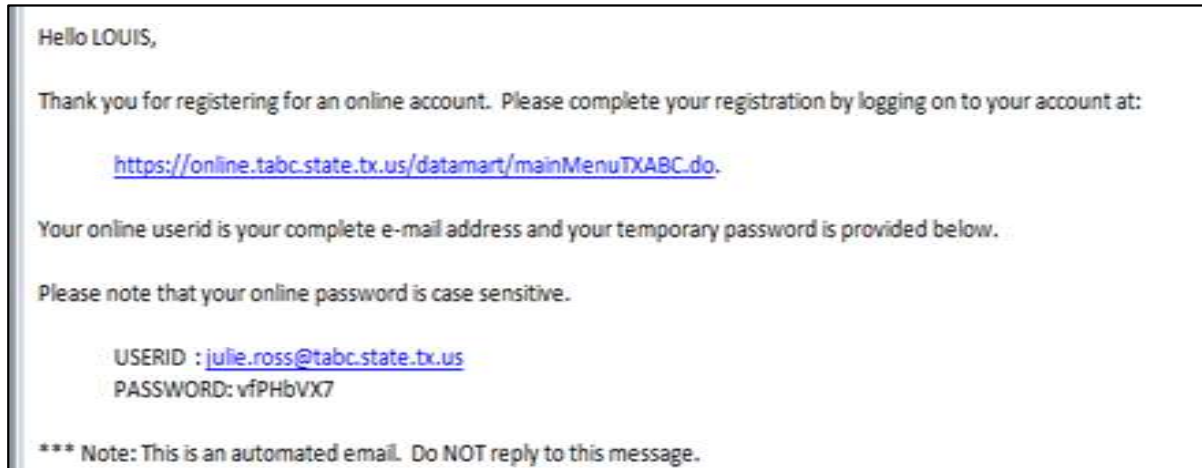 Hello LOUIS,
Thank you for registering for an online account. Please complete your registration by logging on to your account at:
https://online.tabc.state.tx.us/datamart/mainMenuTXABC.do.
Your online userid is your complete e-mail address and your temporary password is provided below.
Please note that your online password is case sensitive.
USERID : julie.ross@tabc.state.tx.us
PASSWORD: vfPHbVX7
*** Note: This is an automated email. Do NOT reply to this message.